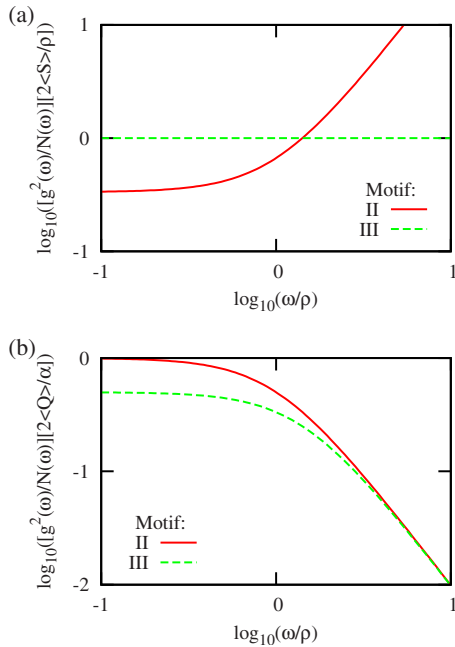 (a)
log₁₀([g²(ω)/N(ω)][2<S>/ρ])
1
0
-1
Motif:
II
III
-1
0
1
log₁₀(ω/ρ)
(b)
log₁₀([g²(ω)/N(ω)][2<Q>/α])
0
-1
-2
Motif:
II
III
-1
0
1
log₁₀(ω/ρ)